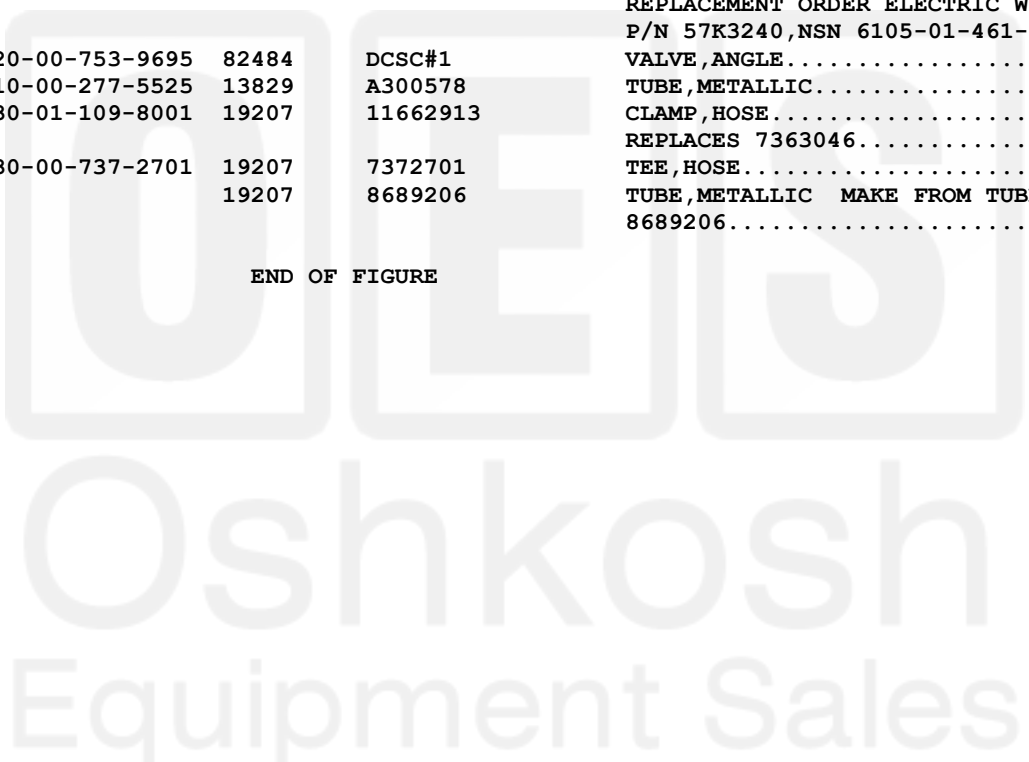 REPLACEMENT ORDER ELECTRIC
P/N 57K3240,NSN 6105-01-461-
20-00-753-9695 82484 DCSC#1 VALVE,ANGLE.................
10-00-277-5525 13829 A300578 TUBE,METALLIC...............
30-01-109-8001 19207 11662913 CLAMP,HOSE..................
REPLACES 7363046............
30-00-737-2701 19207 7372701 TEE,HOSE....................
19207 8689206 TUBE,METALLIC MAKE FROM
8689206.....................
END OF FIGURE
OES
Oshkosh
Equipment Sales